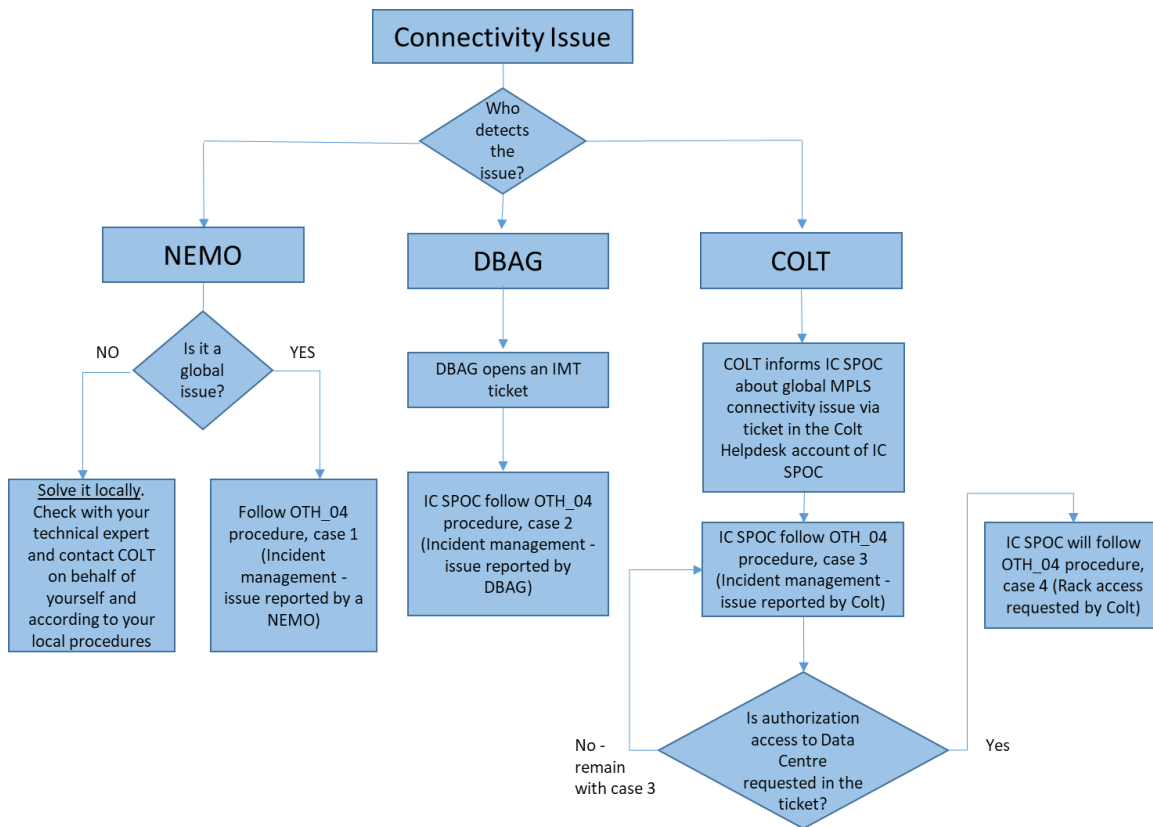 Connectivity Issue
Who
detects
the
issue?
NEMO
DBAG
COLT
NO
Is it a
global
issue?
YES
DBAG opens an IMT
ticket
COLT informs IC SPOC
about global MPLS
connectivity issue via
ticket in the Colt
Helpdesk account of IC
SPOC
Solve it locally.
Check with your
technical expert
and contact COLT
on behalf of
yourself and
according to your
local procedures
Follow OTH_04
procedure, case 1
(Incident
management -
issue reported by a
NEMO)
IC SPOC follow OTH_04
procedure, case 2
(Incident management -
issue reported by
DBAG)
IC SPOC follow OTH_04
procedure, case 3
(Incident management -
issue reported by Colt)
IC SPOC will follow
OTH_04 procedure,
case 4 (Rack access
requested by Colt)
Is authorization
access to Data
Centre
requested in the
ticket?
No -
remain
with case 3
Yes